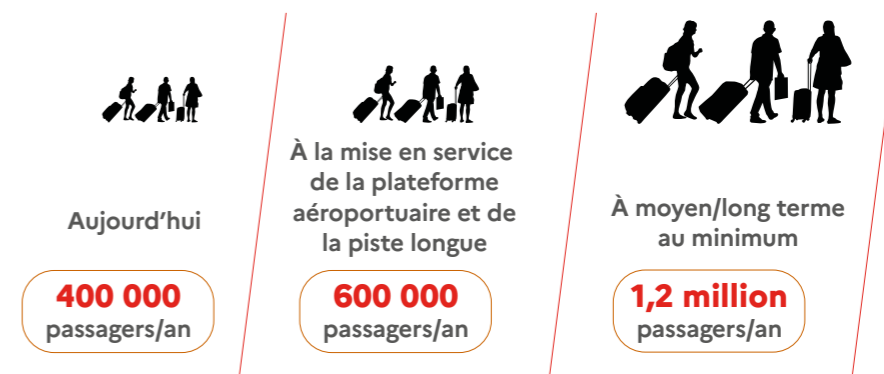 Aujourd'hui
400 000
passagers/an
À la mise en service
de la plateforme
aéroportuaire et de
la piste longue
600 000
passagers/an
À moyen/long terme
au minimum
1,2 million
passagers/an